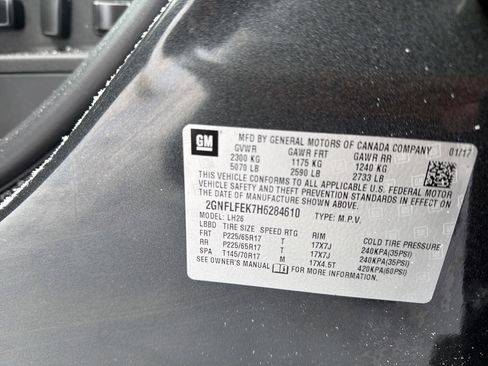 GM
MFD BY GENERAL MOTORS OF CANADA COMPANY 01/17
GVWR GAWR FRT GAWR RR
2300 KG 1175 KG 1240 KG
5070 LB 2590 LB 2733 LB
THIS VEHICLE CONFORMS TO ALL APPLICABLE U.S. FEDERAL MOTOR
VEHICLE SAFETY AND THEFT PREVENTION STANDARDS IN EFFECT ON
THE DATE OF MANUFACTURE SHOWN ABOVE.
2GNFLFEK7H6284610 TYPE: M.P.V.
MODEL: LH26
LBBD TIRE SIZE SPEED RTG RIM COLD TIRE PRESSURE
FRT P225/65R17 T 17X7J 240KPA(35PSI)
RR P225/65R17 T 17X7J 240KPA(35PSI)
SPA T145/70R17 M 17X4.5T 420KPA(60PSI)
SEE OWNER'S MANUAL FOR MORE INFORMATION.